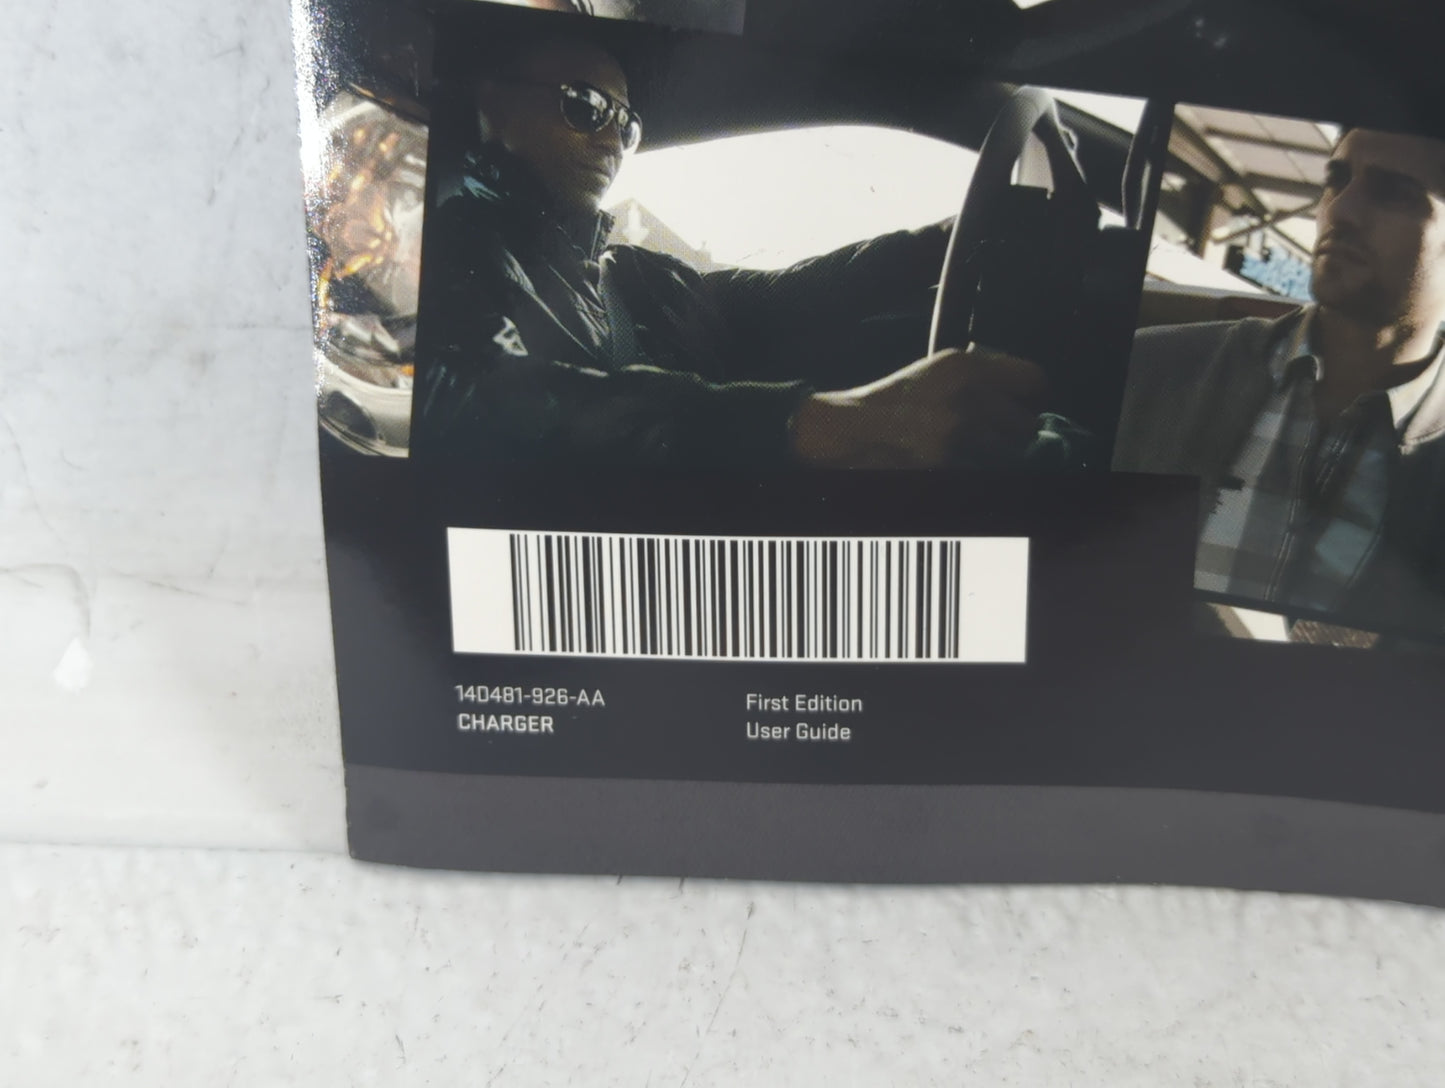 14D481-926-AA
CHARGER
First Edition
User Guide